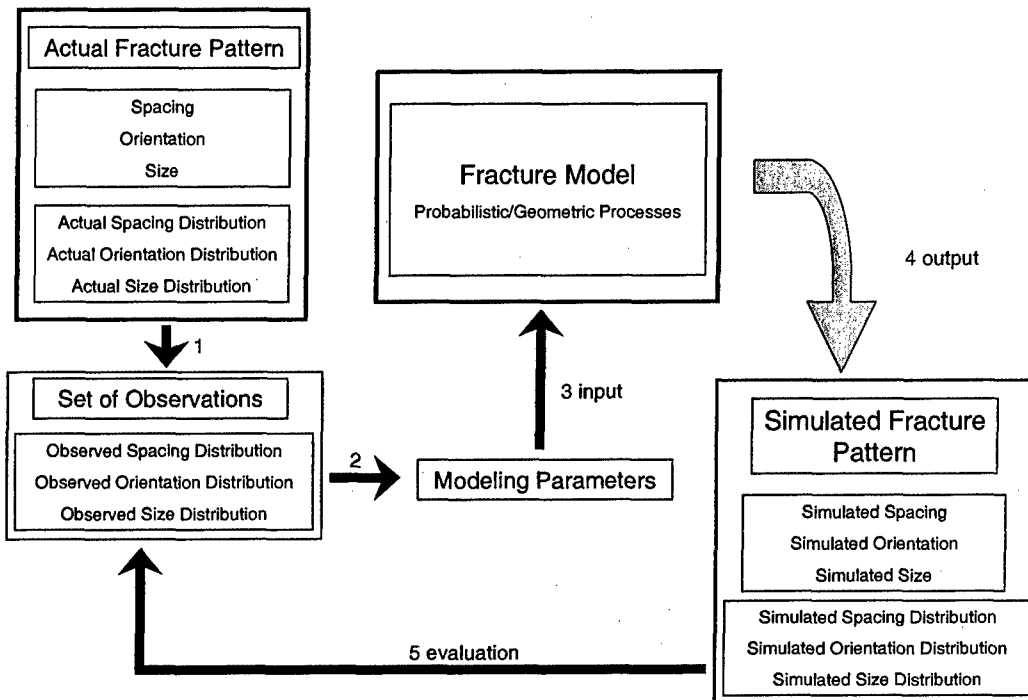 Actual Fracture Pattern
Spacing
Orientation
Size
Actual Spacing Distribution
Actual Orientation Distribution
Actual Size Distribution
1
Set of Observations
Observed Spacing Distribution
Observed Orientation Distribution
Observed Size Distribution
2
Modeling Parameters
3 input
Fracture Model
Probabilistic/Geometric Processes
4 output
Simulated Fracture
Pattern
Simulated Spacing
Simulated Orientation
Simulated Size
Simulated Spacing Distribution
Simulated Orientation Distribution
Simulated Size Distribution
5 evaluation